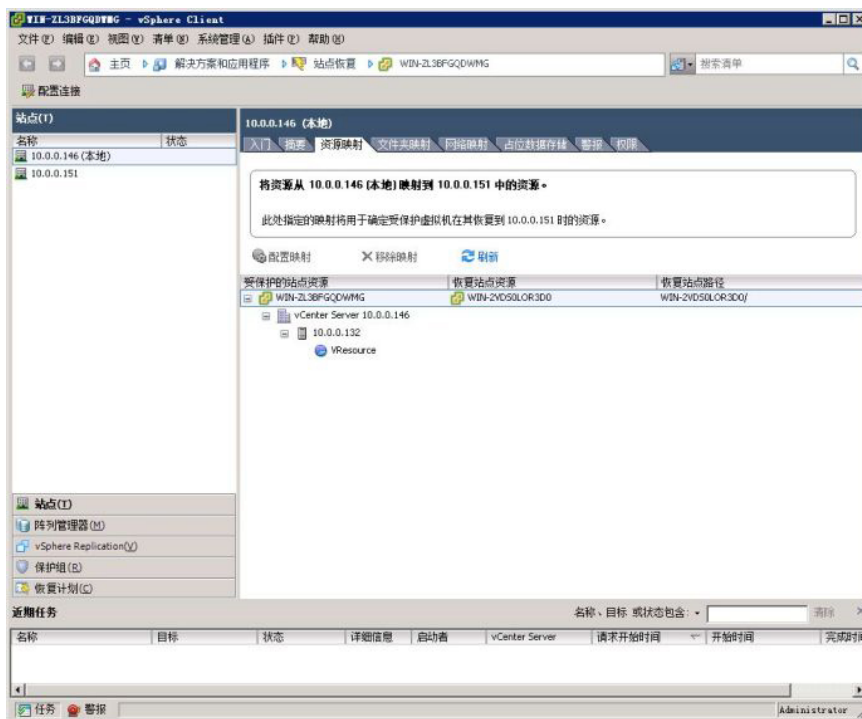 WIN-ZL3BFGQDWMG - vSphere Client
文件(F) 编辑(E) 视图(V) 清单(N) 系统管理(A) 插件(P) 帮助(H)
主页 解决方案和应用程序 站点恢复 WIN-ZL3BFGQDWMG 搜索清单
配置连接
站点(T)
名称 状态
10.0.0.146 (本地)
10.0.0.151
站点(T)
阵列管理器(M)
vSphere Replication(V)
保护组(R)
恢复计划(C)
10.0.0.146 (本地)
入门 摘要 资源映射 文件夹映射 网络映射 占位数据存储 警报 权限
将资源从 10.0.0.146 (本地) 映射到 10.0.0.151 中的资源。
此处指定的映射将用于确定受保护虚拟机在其恢复到 10.0.0.151 时的资源。
配置映射 移除映射 刷新
受保护的站点资源 恢复站点资源 恢复站点路径
WIN-ZL3BFGQDWMG WIN-2VDS0LOR3D0 WIN-2VDS0LOR3D0/
vCenter Server 10.0.0.146
10.0.0.132
VResource
近期任务 名称、目标 或状态包含: 清除
名称 目标 状态 详细信息 启动者 vCenter Server 请求开始时间 开始时间 完成时间
任务 警报 Administrator